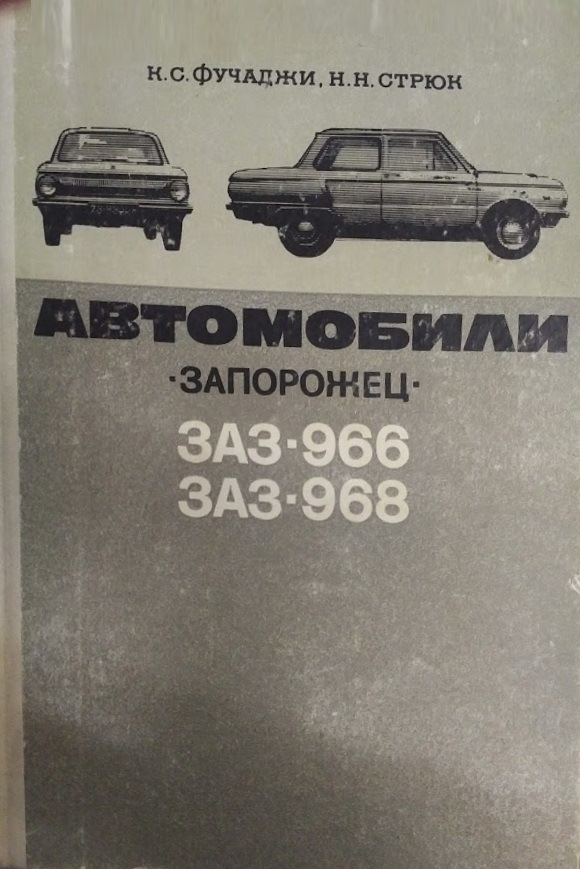 К.С.ФУЧАДЖИ, Н.Н.СТРЮК
АВТОМОБИЛИ
·ЗАПОРОЖЕЦ·
ЗАЗ·966
ЗАЗ·968